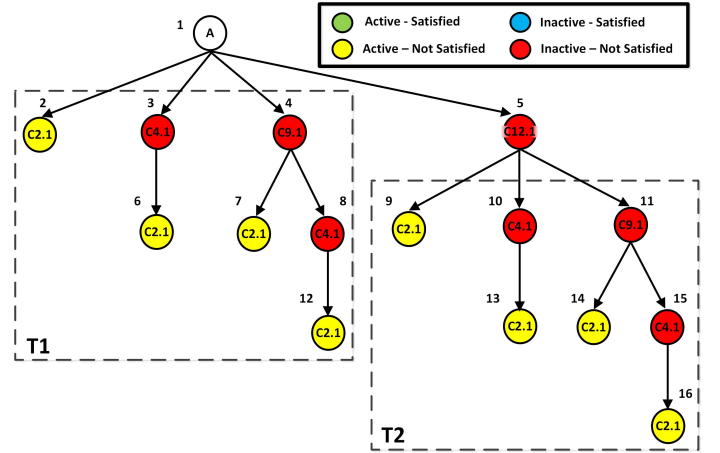 1
A
Active - Satisfied
Inactive - Satisfied
Active – Not Satisfied
Inactive – Not Satisfied
2
3
4
5
C2.1
C4.1
C9.1
C12.1
6
7
8
9
10
11
C2.1
C2.1
C4.1
C2.1
C4.1
C9.1
12
13
14
15
C2.1
C2.1
C2.1
C4.1
T1
16
C2.1
T2